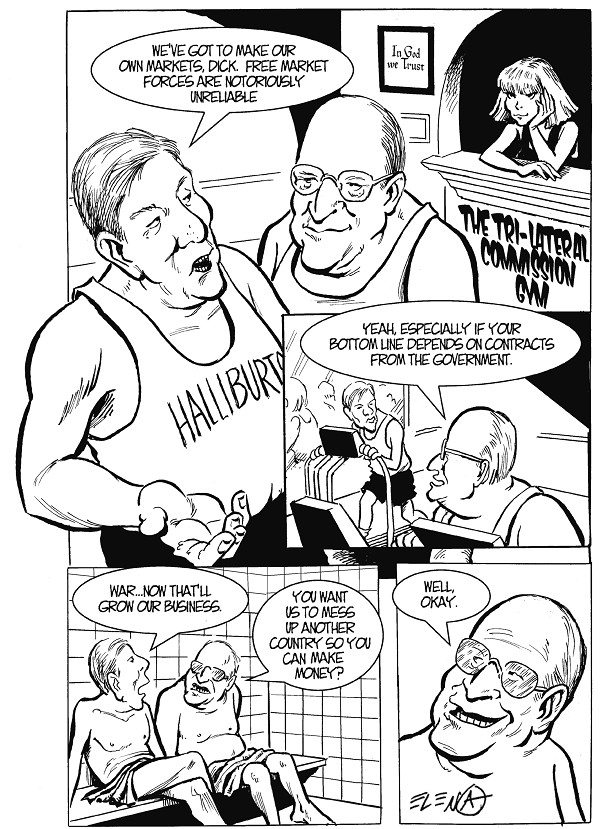 WE'VE GOT TO MAKE OUR
OWN MARKETS, DICK. FREE MARKET
FORCES ARE NOTORIOUSLY
UNRELIABLE
In God
we Trust
THE TRI-LATERAL
COMMISSION
GYM
HALLIBURTO
YEAH, ESPECIALLY IF YOUR
BOTTOM LINE DEPENDS ON CONTRACTS
FROM THE GOVERNMENT.
WAR...NOW THAT'LL
GROW OUR BUSINESS.
YOU WANT
US TO MESS
UP ANOTHER
COUNTRY SO YOU
CAN MAKE
MONEY?
WELL,
OKAY.
ELENA